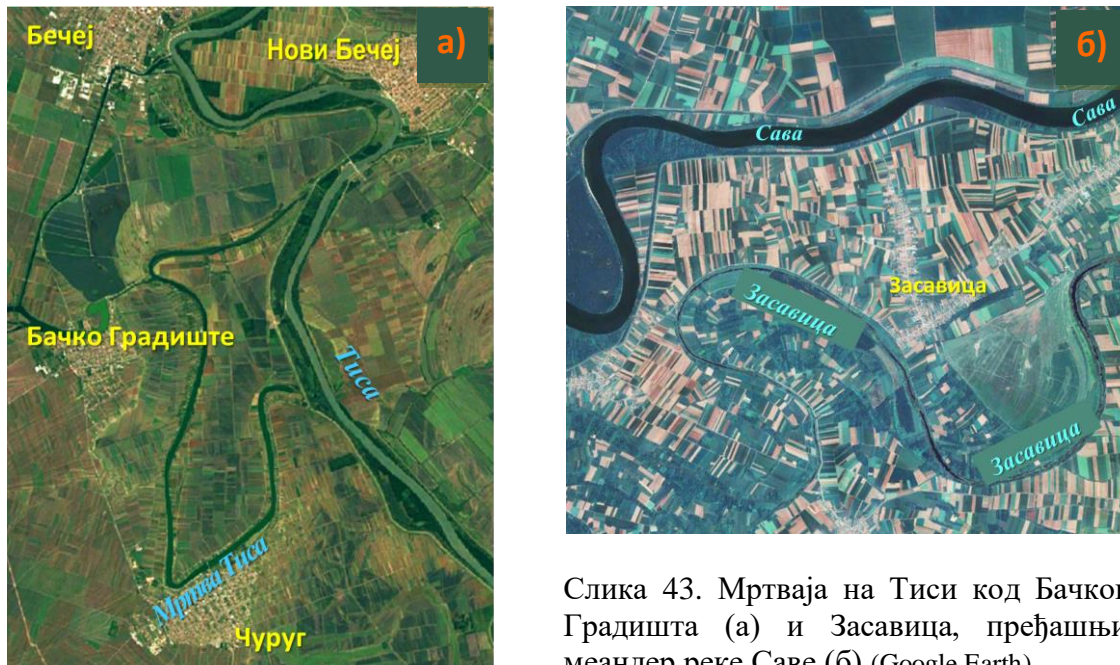 Бечеј
Нови Бечеј
а)
Бачко Градиште
Тиса
Мртва Тиса
Чуруг
б)
Сава
Сава
Засавица
Засавица
Засавица
Слика 43. Мртваја на Тиси код Бачког
Градишта (а) и Засавица, пређашњи
меандер реке Саве (б) (Google Earth)